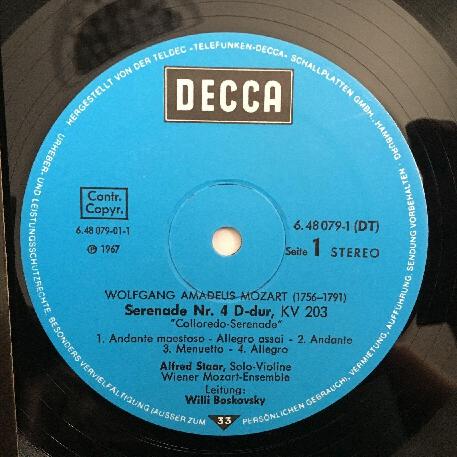 HERGESTELLT VON DER TELDEC »TELEFUNKEN-DECCA« SCHALLPLATTEN GMBH., HAMBURG
DECCA
Contr.
Copyr.
6.48 079-01-1
Ⓟ 1967
6.48 079-1 (DT)
Seite 1 STEREO
WOLFGANG AMADEUS MOZART (1756-1791)
Serenade Nr. 4 D-dur, KV 203
"Colloredo-Serenade"
1. Andante maestoso - Allegro assai - 2. Andante
3. Menuetto - 4. Allegro
Alfred Staar, Solo-Violine
Wiener Mozart-Ensemble
Leitung:
Willi Boskovsky
33
URHEBER- UND LEISTUNGSSCHUTZRECHTE, BESONDERS VERVIELFÄLTIGUNG (AUSSER ZUM PERSÖNLICHEN GEBRAUCH), VERMIETUNG, AUFFÜHRUNG, SENDUNG VORBEHALTEN ·